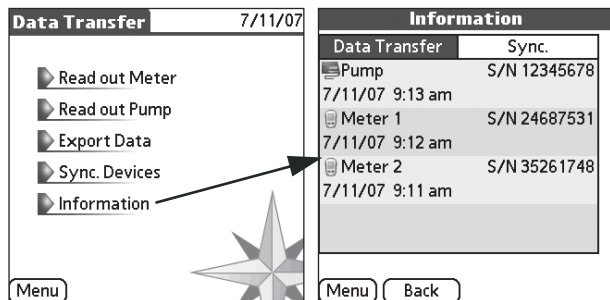 Data Transfer 7/11/07
Read out Meter
Read out Pump
Export Data
Sync. Devices
Information
Menu
Information
Data Transfer Sync.
Pump S/N 12345678
7/11/07 9:13 am
Meter 1 S/N 24687531
7/11/07 9:12 am
Meter 2 S/N 35261748
7/11/07 9:11 am
Menu Back